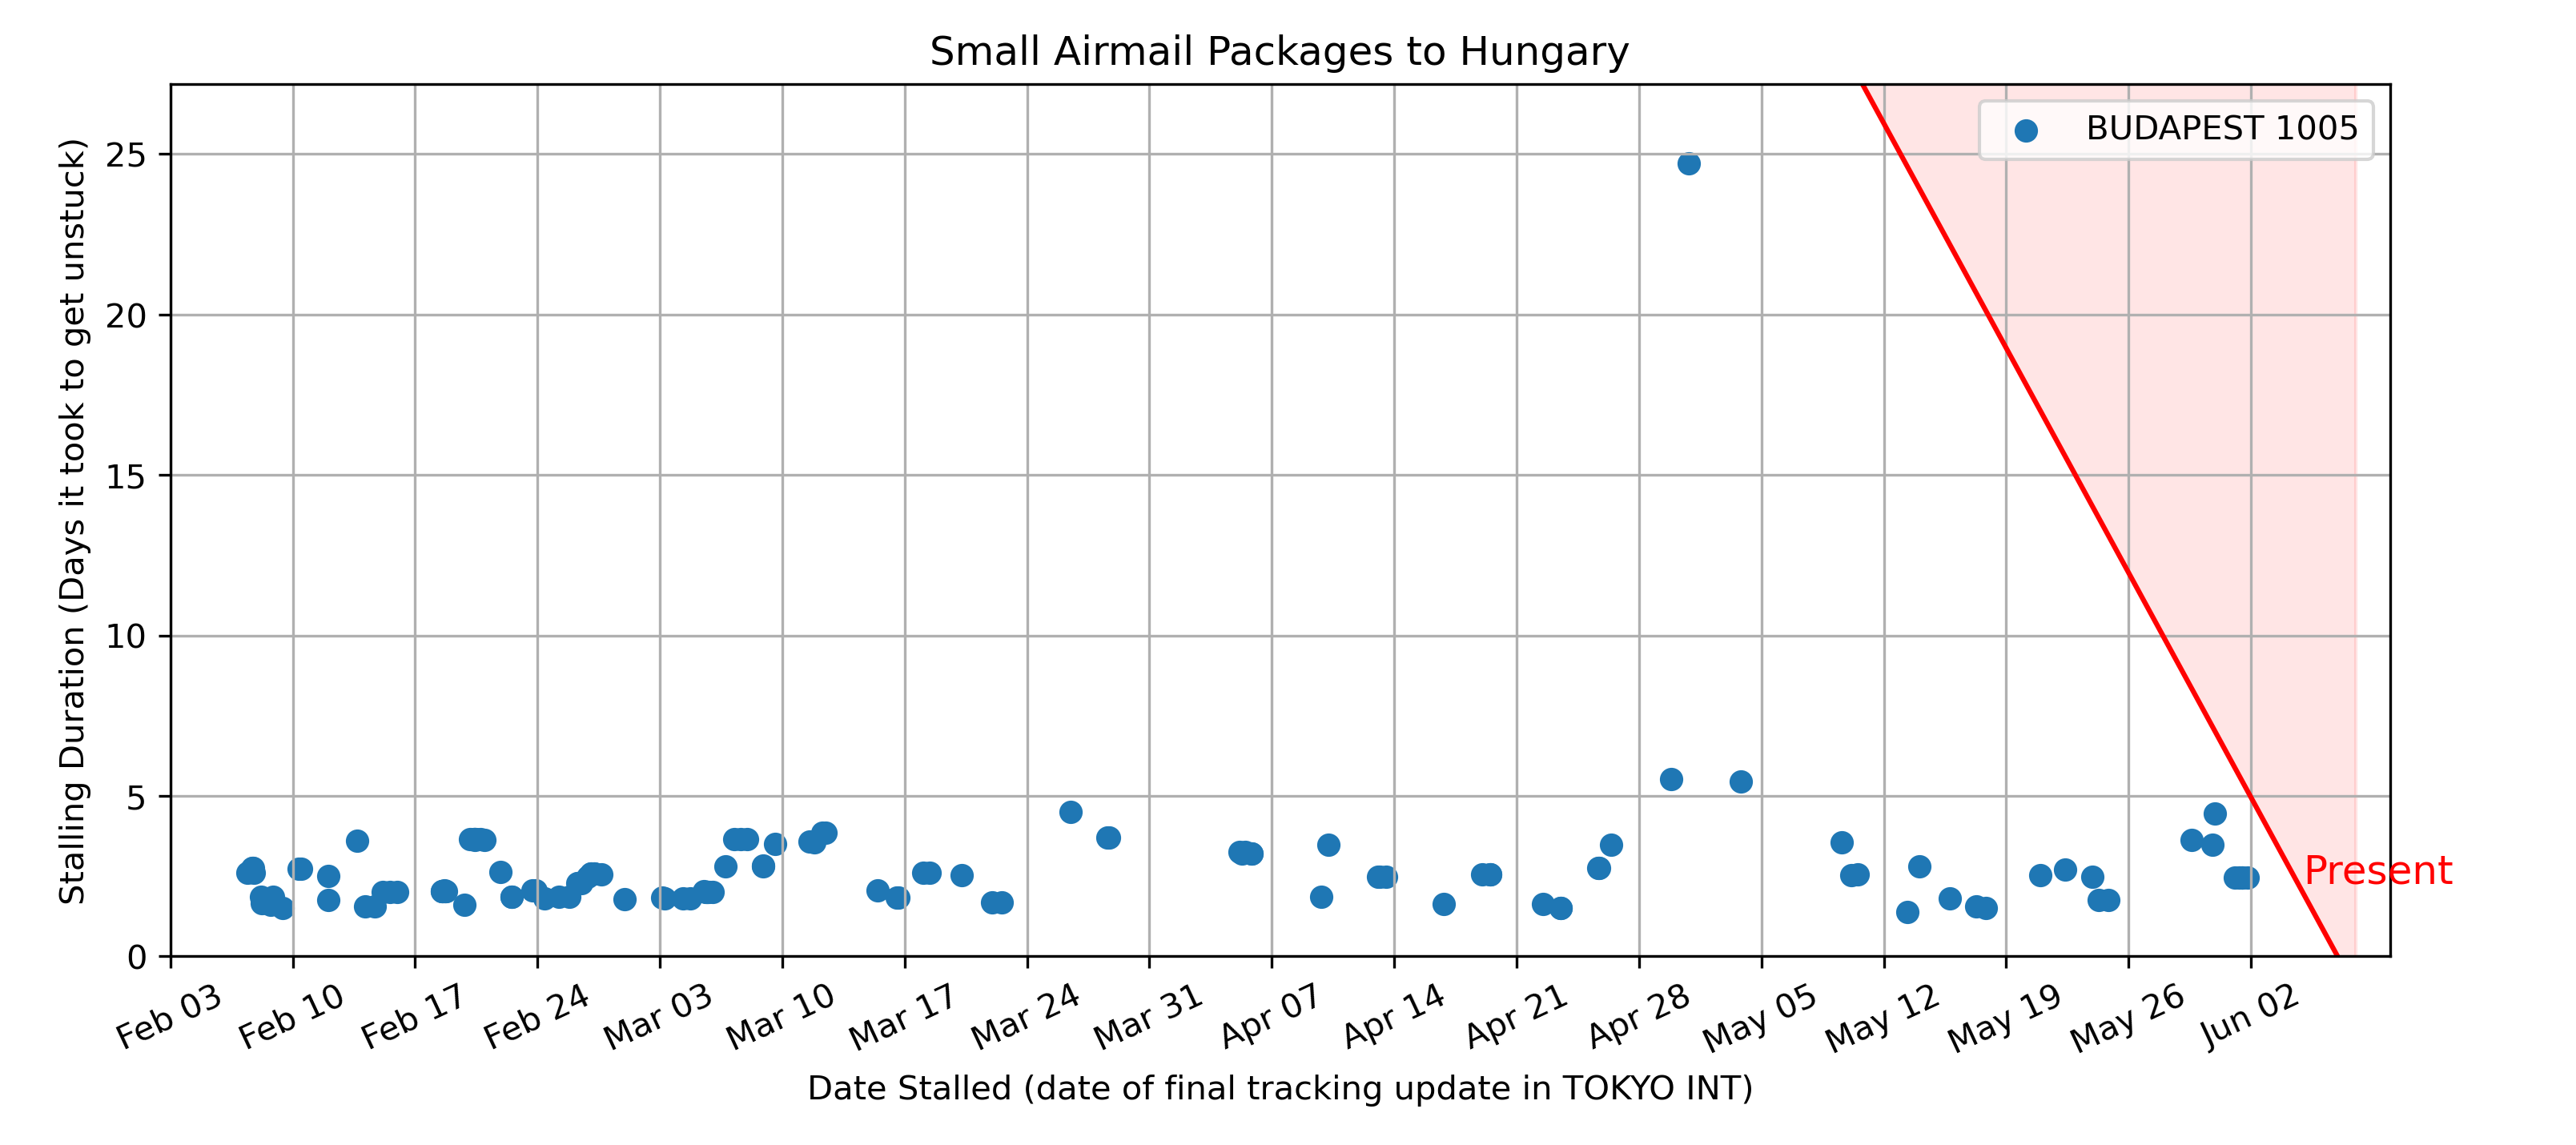 Small Airmail Packages to Hungary
BUDAPEST 1005
Stalling Duration (Days it took to get unstuck)
25
20
15
10
5
0
Present
Feb 03
Feb 10
Feb 17
Feb 24
Mar 03
Mar 10
Mar 17
Mar 24
Mar 31
Apr 07
Apr 14
Apr 21
Apr 28
May 05
May 12
May 19
May 26
Jun 02
Date Stalled (date of final tracking update in TOKYO INT)